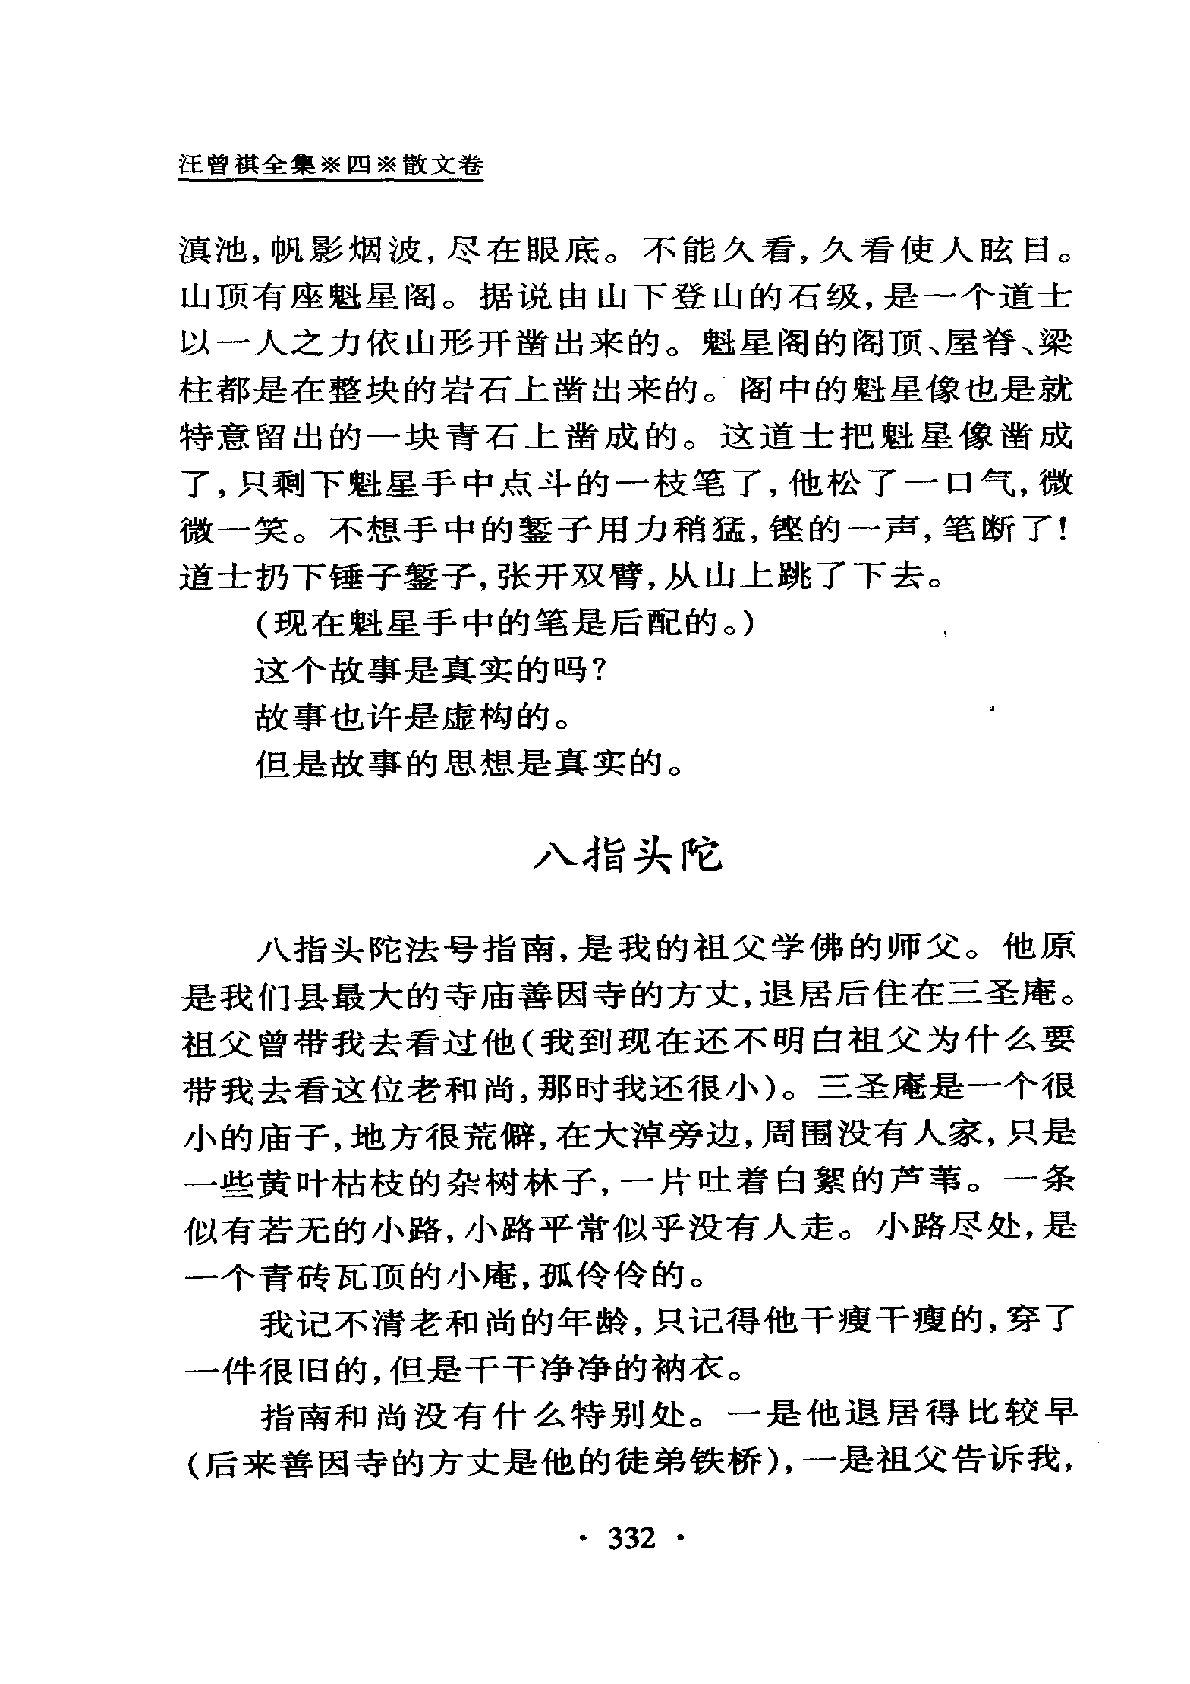 汪曾祺全集※四※散文卷
滇池，帆影烟波，尽在眼底。不能久看，久看使人眩目。
山顶有座魁星阁。据说由山下登山的石级，是一个道士
以一人之力依山形开凿出来的。魁星阁的阁顶、屋脊、梁
柱都是在整块的岩石上凿出来的。阁中的魁星像也是就
特意留出的一块青石上凿成的。这道士把魁星像凿成
了，只剩下魁星手中点斗的一枝笔了，他松了一口气，微
微一笑。不想手中的錾子用力稍猛，铿的一声，笔断了！
道士扔下锤子錾子，张开双臂，从山上跳了下去。
（现在魁星手中的笔是后配的。）
这个故事是真实的吗？
故事也许是虚构的。
但是故事的思想是真实的。
八指头陀
八指头陀法号指南，是我的祖父学佛的师父。他原
是我们县最大的寺庙善因寺的方丈，退居后住在三圣庵。
祖父曾带我去看过他（我到现在还不明白祖父为什么要
带我去看这位老和尚，那时我还很小）。三圣庵是一个很
小的庙子，地方很荒僻，在大淖旁边，周围没有人家，只是
一些黄叶枯枝的杂树林子，一片吐着白絮的芦苇。一条
似有若无的小路，小路平常似乎没有人走。小路尽处，是
一个青砖瓦顶的小庵，孤伶伶的。
我记不清老和尚的年龄，只记得他干瘦干瘦的，穿了
一件很旧的，但是干干净净的衲衣。
指南和尚没有什么特别处。一是他退居得比较早
（后来善因寺的方丈是他的徒弟铁桥），一是祖父告诉我，
· 332 ·